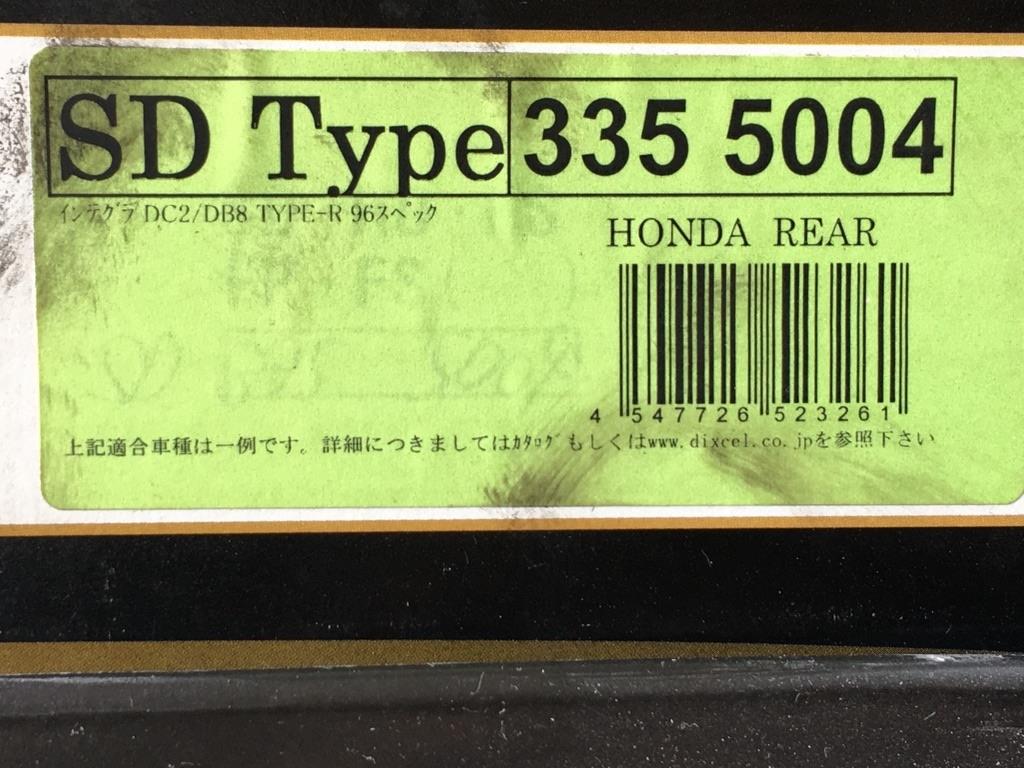 SD Type 335 5004
ｲﾝﾃｸﾞﾗ DC2/DB8 TYPE-R 96ｽﾍﾟｯｸ
HONDA REAR
4 547726 523261
上記適合車種は一例です。詳細につきましてはｶﾀﾛｸﾞもしくはwww.dixcel.co.jpを参照下さい